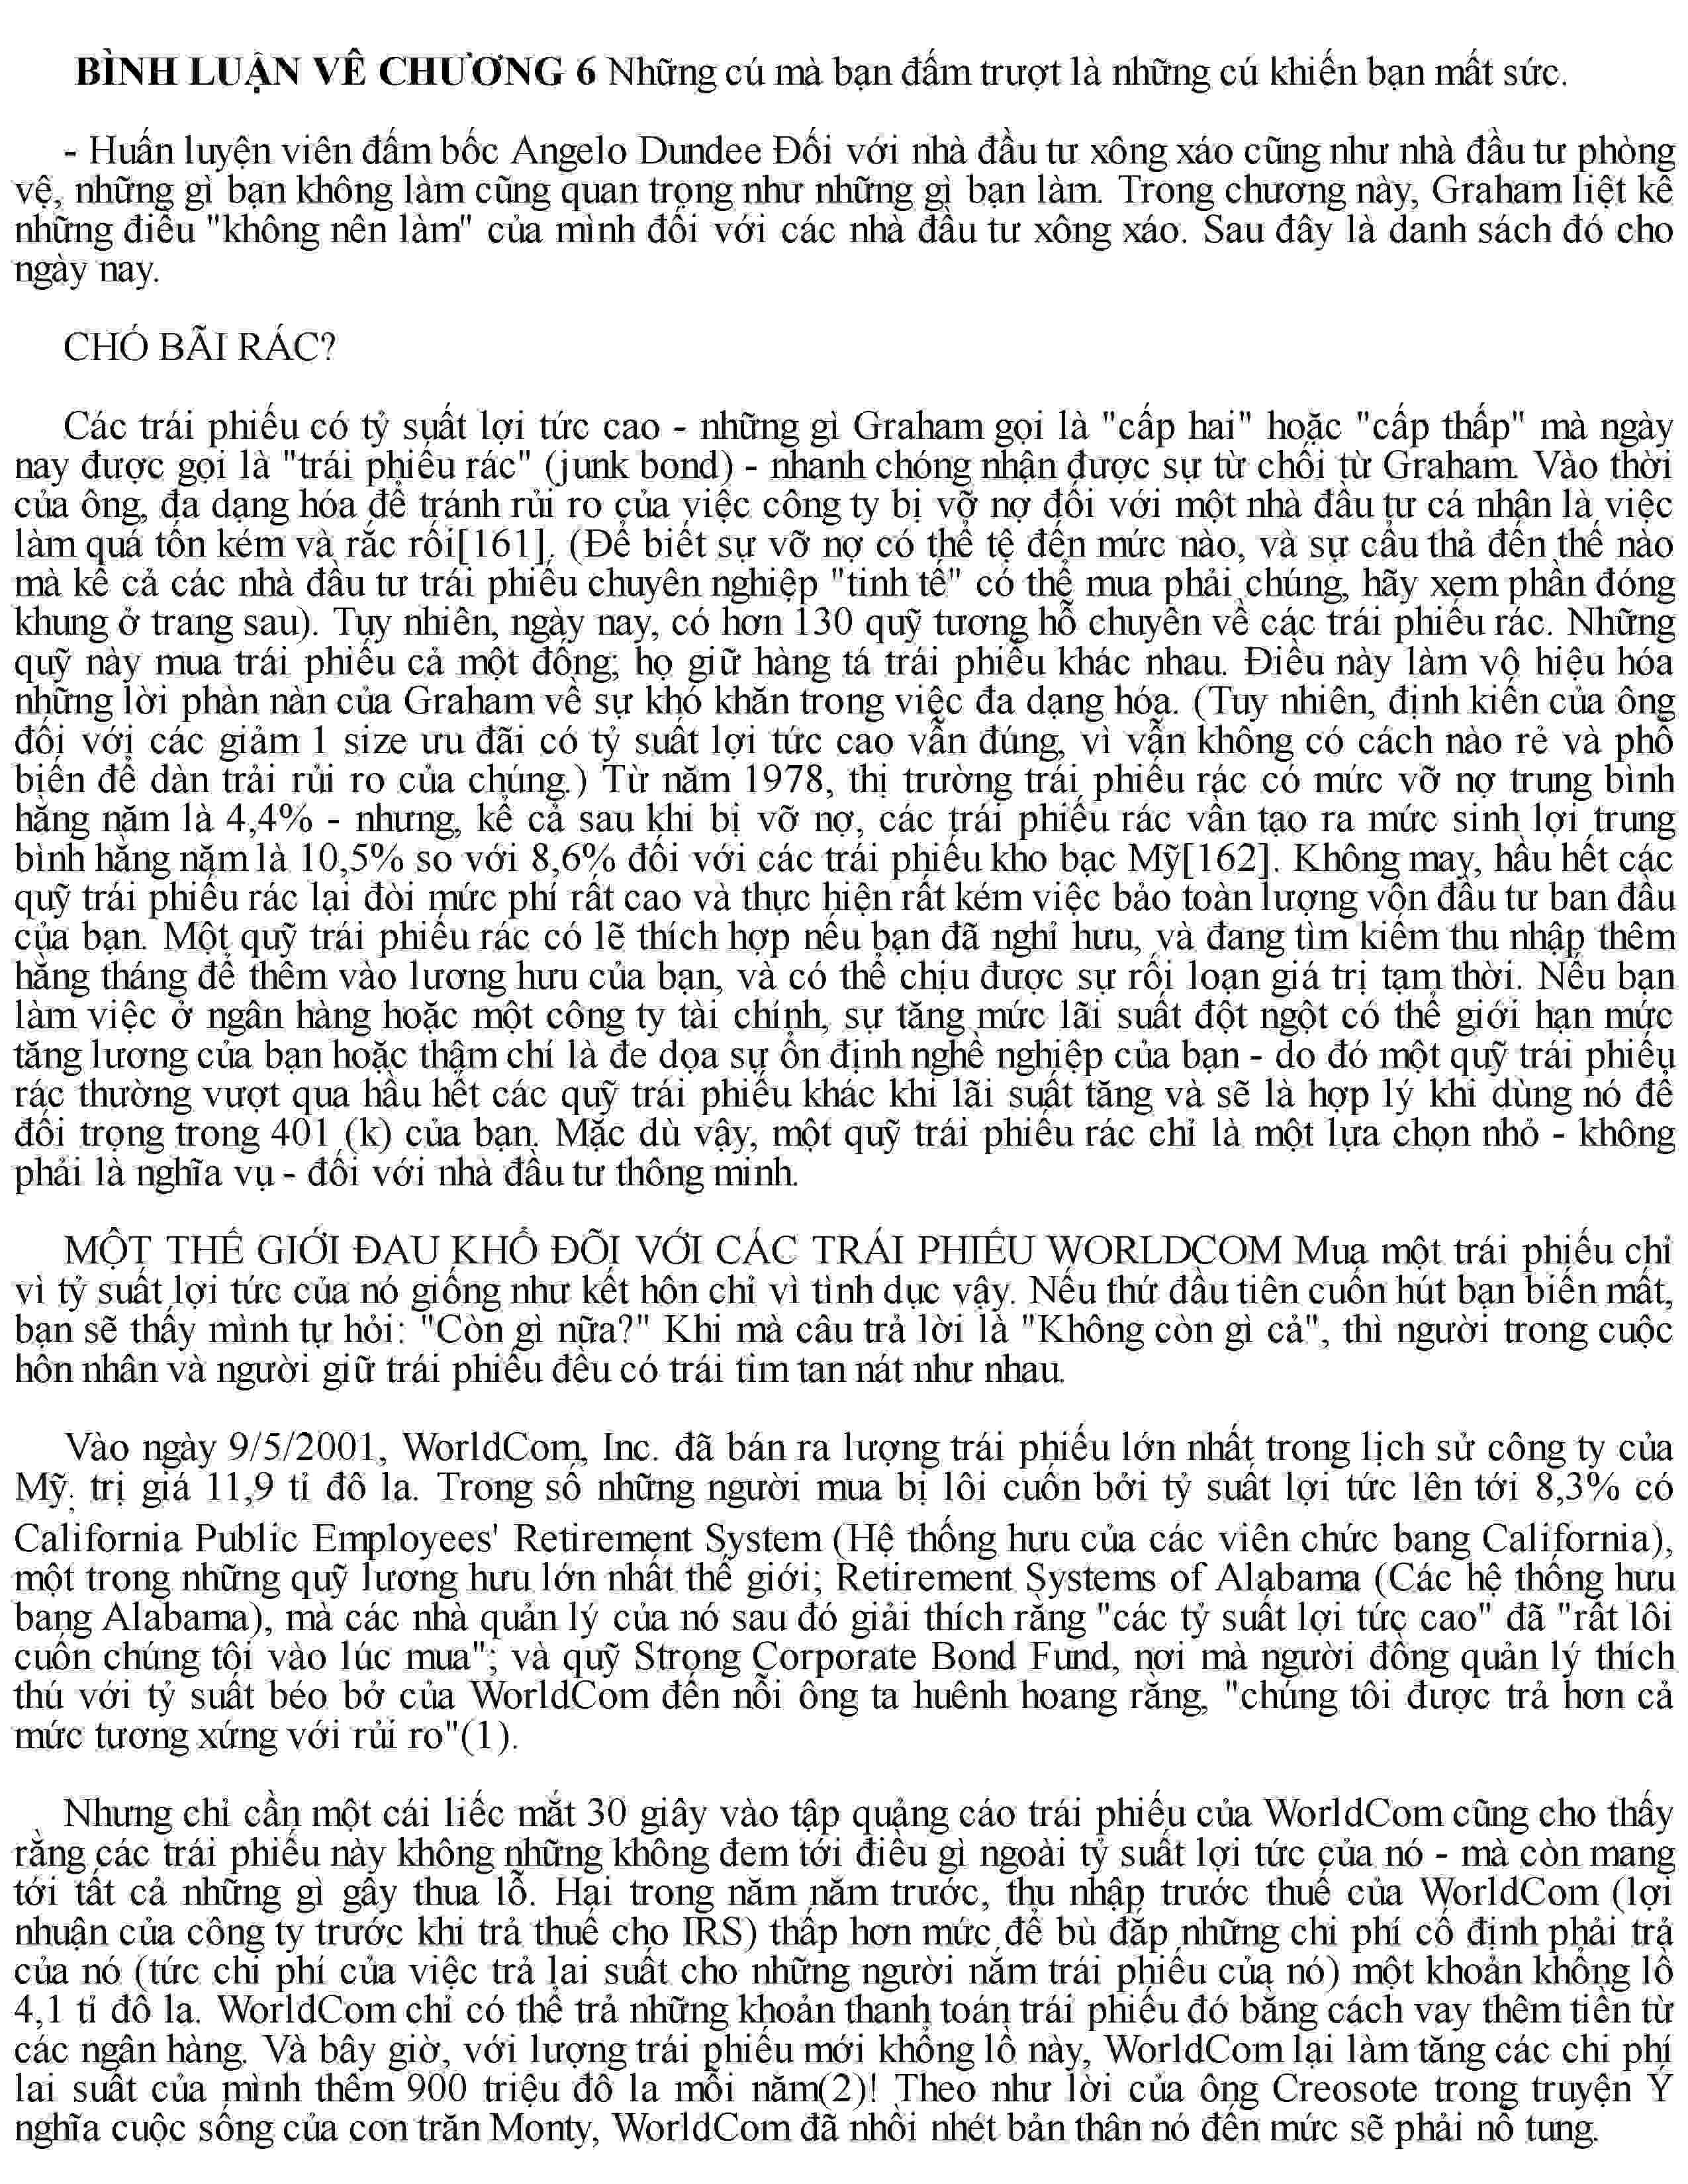 BÌNH LUẬN VỀ CHƯƠNG 6 Những cú mà bạn đấm trượt là những cú khiến bạn mất sức.
- Huấn luyện viên đấm bốc Angelo Dundee Đối với nhà đầu tư xông xáo cũng như nhà đầu tư phòng
vệ, những gì bạn không làm cũng quan trọng như những gì bạn làm. Trong chương này, Graham liệt kê
những điều "không nên làm" của mình đối với các nhà đầu tư xông xáo. Sau đây là danh sách đó cho
ngày nay.
CHÓ BÃI RÁC?
Các trái phiếu có tỷ suất lợi tức cao - những gì Graham gọi là "cấp hai" hoặc "cấp thấp" mà ngày
nay được gọi là "trái phiếu rác" (junk bond) - nhanh chóng nhận được sự từ chối từ Graham. Vào thời
của ông, đa dạng hóa để tránh rủi ro của việc công ty bị vỡ nợ đối với một nhà đầu tư cá nhân là việc
làm quá tốn kém và rắc rối[161]. (Để biết sự vỡ nợ có thể tệ đến mức nào, và sự cẩu thả đến thế nào
mà kể cả các nhà đầu tư trái phiếu chuyên nghiệp "tinh tế" có thể mua phải chúng, hãy xem phần đóng
khung ở trang sau). Tuy nhiên, ngày nay, có hơn 130 quỹ tương hỗ chuyên về các trái phiếu rác. Những
quỹ này mua trái phiếu cả một đống; họ giữ hàng tá trái phiếu khác nhau. Điều này làm vô hiệu hóa
những lời phàn nàn của Graham về sự khó khăn trong việc đa dạng hóa. (Tuy nhiên, định kiến của ông
đối với các giảm 1 size ưu đãi có tỷ suất lợi tức cao vẫn đúng, vì vẫn không có cách nào rẻ và phổ
biến để dàn trải rủi ro của chúng.) Từ năm 1978, thị trường trái phiếu rác có mức vỡ nợ trung bình
hằng năm là 4,4% - nhưng, kể cả sau khi bị vỡ nợ, các trái phiếu rác vẫn tạo ra mức sinh lợi trung
bình hằng năm là 10,5% so với 8,6% đối với các trái phiếu kho bạc Mỹ[162]. Không may, hầu hết các
quỹ trái phiếu rác lại đòi mức phí rất cao và thực hiện rất kém việc bảo toàn lượng vốn đầu tư ban đầu
của bạn. Một quỹ trái phiếu rác có lẽ thích hợp nếu bạn đã nghỉ hưu, và đang tìm kiếm thu nhập thêm
hằng tháng để thêm vào lương hưu của bạn, và có thể chịu được sự rối loạn giá trị tạm thời. Nếu bạn
làm việc ở ngân hàng hoặc một công ty tài chính, sự tăng mức lãi suất đột ngột có thể giới hạn mức
tăng lương của bạn hoặc thậm chí là đe dọa sự ổn định nghề nghiệp của bạn - do đó một quỹ trái phiếu
rác thường vượt qua hầu hết các quỹ trái phiếu khác khi lãi suất tăng và sẽ là hợp lý khi dùng nó để
đối trọng trong 401 (k) của bạn. Mặc dù vậy, một quỹ trái phiếu rác chỉ là một lựa chọn nhỏ - không
phải là nghĩa vụ - đối với nhà đầu tư thông minh.
MỘT THẾ GIỚI ĐAU KHỔ ĐỐI VỚI CÁC TRÁI PHIẾU WORLDCOM Mua một trái phiếu chỉ
vì tỷ suất lợi tức của nó giống như kết hôn chỉ vì tình dục vậy. Nếu thứ đầu tiên cuốn hút bạn biến mất,
bạn sẽ thấy mình tự hỏi: "Còn gì nữa?" Khi mà câu trả lời là "Không còn gì cả", thì người trong cuộc
hôn nhân và người giữ trái phiếu đều có trái tim tan nát như nhau.
Vào ngày 9/5/2001, WorldCom, Inc. đã bán ra lượng trái phiếu lớn nhất trong lịch sử công ty của
Mỹ; trị giá 11,9 tỉ đô la. Trong số những người mua bị lôi cuốn bởi tỷ suất lợi tức lên tới 8,3% có
California Public Employees' Retirement System (Hệ thống hưu của các viên chức bang California),
một trong những quỹ lương hưu lớn nhất thế giới; Retirement Systems of Alabama (Các hệ thống hưu
bang Alabama), mà các nhà quản lý của nó sau đó giải thích rằng "các tỷ suất lợi tức cao" đã "rất lôi
cuốn chúng tôi vào lúc mua"; và quỹ Strong Corporate Bond Fund, nơi mà người đồng quản lý thích
thú với tỷ suất béo bở của WorldCom đến nỗi ông ta huênh hoang rằng, "chúng tôi được trả hơn cả
mức tương xứng với rủi ro"(1).
Nhưng chỉ cần một cái liếc mắt 30 giây vào tập quảng cáo trái phiếu của WorldCom cũng cho thấy
rằng các trái phiếu này không những không đem tới điều gì ngoài tỷ suất lợi tức của nó - mà còn mang
tới tất cả những gì gây thua lỗ. Hai trong năm năm trước, thu nhập trước thuế của WorldCom (lợi
nhuận của công ty trước khi trả thuế cho IRS) thấp hơn mức để bù đắp những chi phí cố định phải trả
của nó (tức chi phí của việc trả lai suất cho những người nắm trái phiếu của nó) một khoản khổng lồ
4,1 tỉ đô la. WorldCom chỉ có thể trả những khoản thanh toán trái phiếu đó bằng cách vay thêm tiền từ
các ngân hàng. Và bây giờ, với lượng trái phiếu mới khổng lồ này, WorldCom lại làm tăng các chi phí
lai suất của mình thêm 900 triệu đô la mỗi năm(2)! Theo như lời của ông Creosote trong truyện Ý
nghĩa cuộc sống của con trăn Monty, WorldCom đã nhồi nhét bản thân nó đến mức sẽ phải nổ tung.